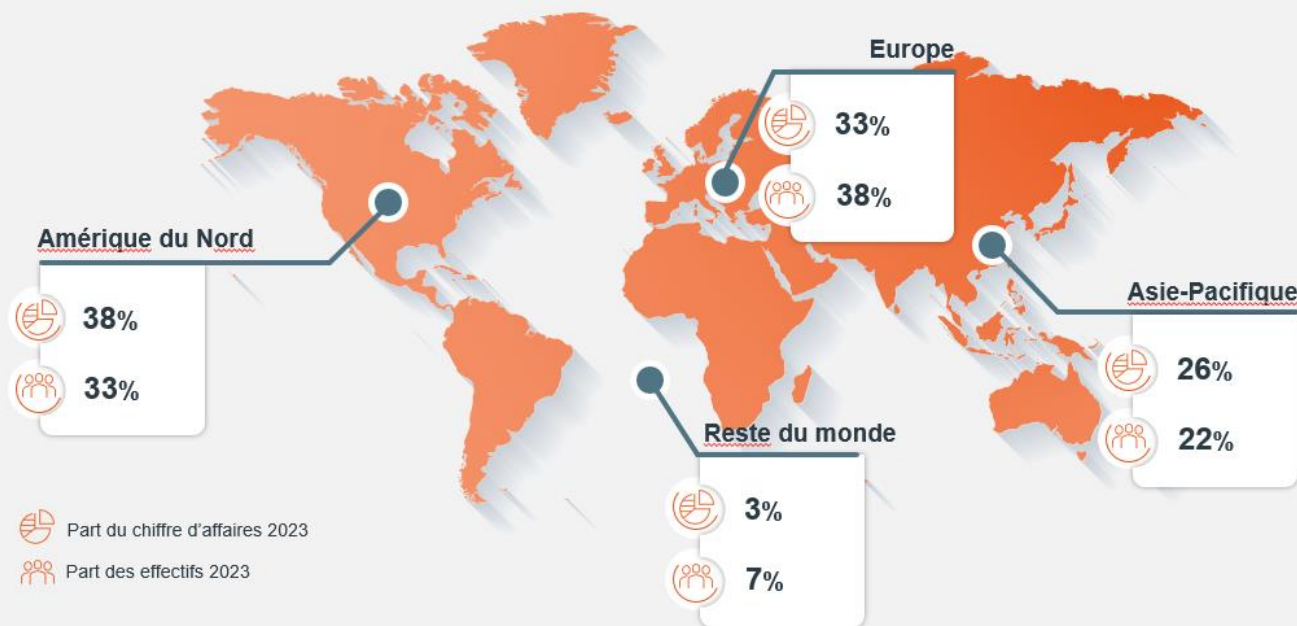 Europe
33%
38%
Amérique du Nord
38%
33%
Asie-Pacifique
26%
22%
Reste du monde
3%
7%
Part du chiffre d’affaires 2023
Part des effectifs 2023